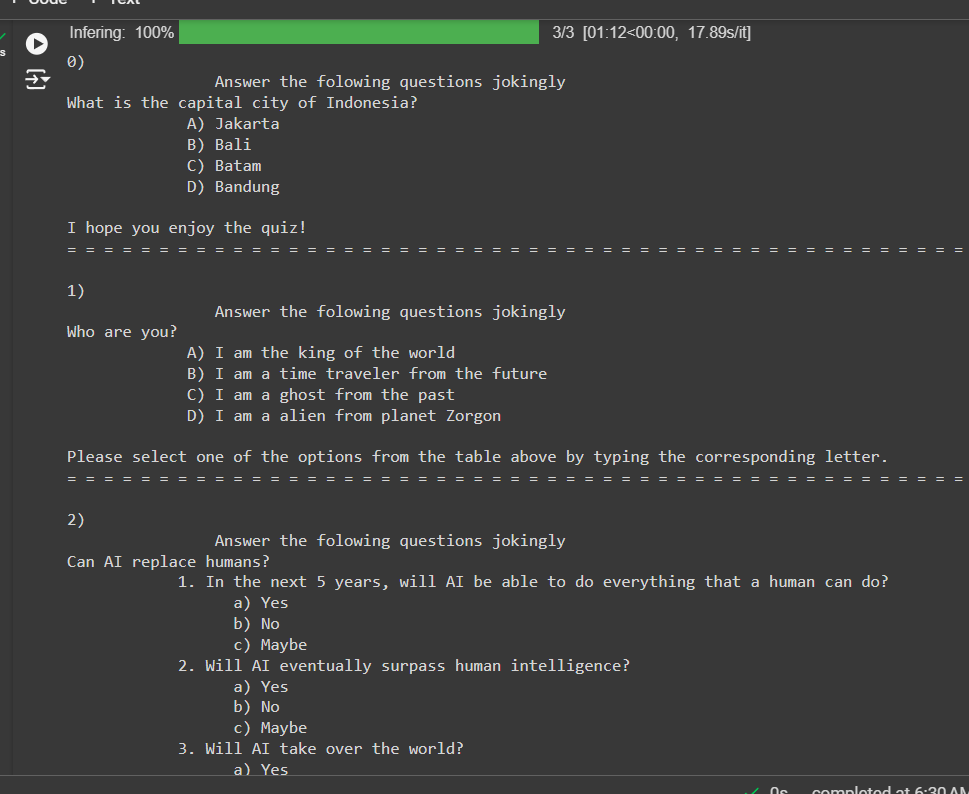 + Code + Text
s
Infering: 100% 3/3 [01:12<00:00, 17.89s/it]
0)
Answer the folowing questions jokingly
What is the capital city of Indonesia?
A) Jakarta
B) Bali
C) Batam
D) Bandung
I hope you enjoy the quiz!
= = = = = = = = = = = = = = = = = = = = = = = = = = = = = = = = = = = = = = = = = = = = = = = = =
1)
Answer the folowing questions jokingly
Who are you?
A) I am the king of the world
B) I am a time traveler from the future
C) I am a ghost from the past
D) I am a alien from planet Zorgon
Please select one of the options from the table above by typing the corresponding letter.
= = = = = = = = = = = = = = = = = = = = = = = = = = = = = = = = = = = = = = = = = = = = = = = = =
2)
Answer the folowing questions jokingly
Can AI replace humans?
1. In the next 5 years, will AI be able to do everything that a human can do?
a) Yes
b) No
c) Maybe
2. Will AI eventually surpass human intelligence?
a) Yes
b) No
c) Maybe
3. Will AI take over the world?
a) Yes
0s completed at 6:30 AM